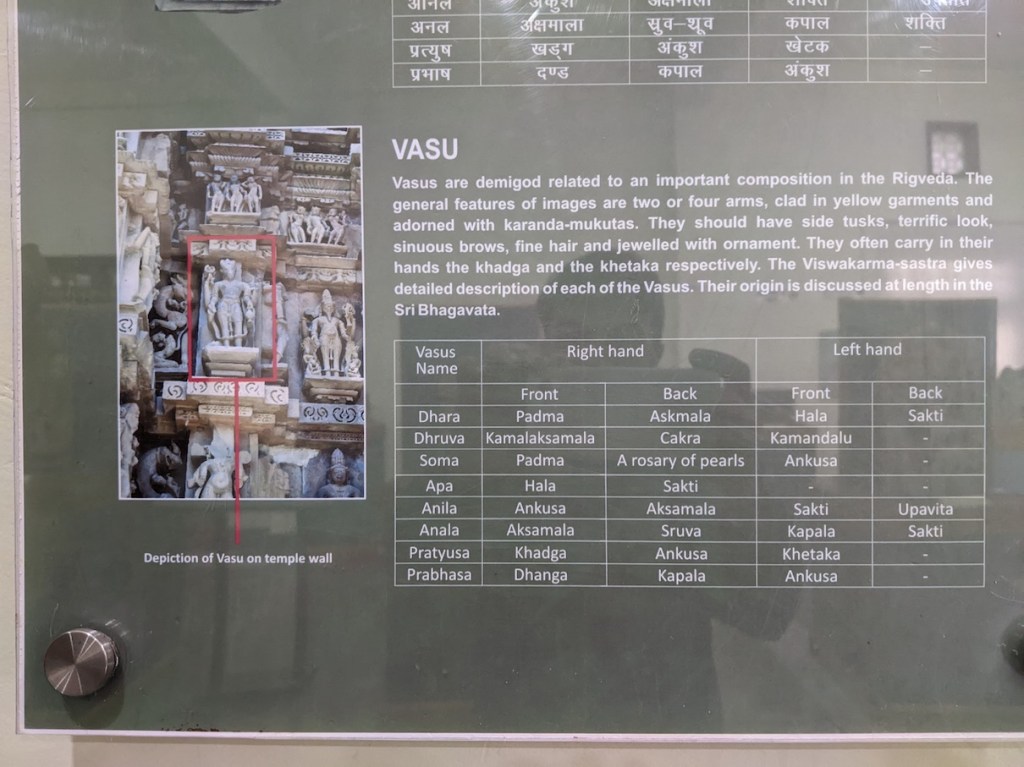 अनल अक्षमाला स्रुव–श्रूव कपाल शक्ति
प्रत्युष खड्ग अंकुश खेटक –
प्रभाष दण्ड कपाल अंकुश –
VASU
Vasus are demigod related to an important composition in the Rigveda. The
general features of images are two or four arms, clad in yellow garments and
adorned with karanda-mukutas. They should have side tusks, terrific look,
sinuous brows, fine hair and jewelled with ornament. They often carry in their
hands the khadga and the khetaka respectively. The Viswakarma-sastra gives
detailed description of each of the Vasus. Their origin is discussed at length in the
Sri Bhagavata.
Vasus Name Right hand Left hand
Front Back Front Back
Dhara Padma Askmala Hala Sakti
Dhruva Kamalaksamala Cakra Kamandalu -
Soma Padma A rosary of pearls Ankusa -
Apa Hala Sakti - -
Anila Ankusa Aksamala Sakti Upavita
Anala Aksamala Sruva Kapala Sakti
Pratyusa Khadga Ankusa Khetaka -
Prabhasa Dhanga Kapala Ankusa -
Depiction of Vasu on temple wall